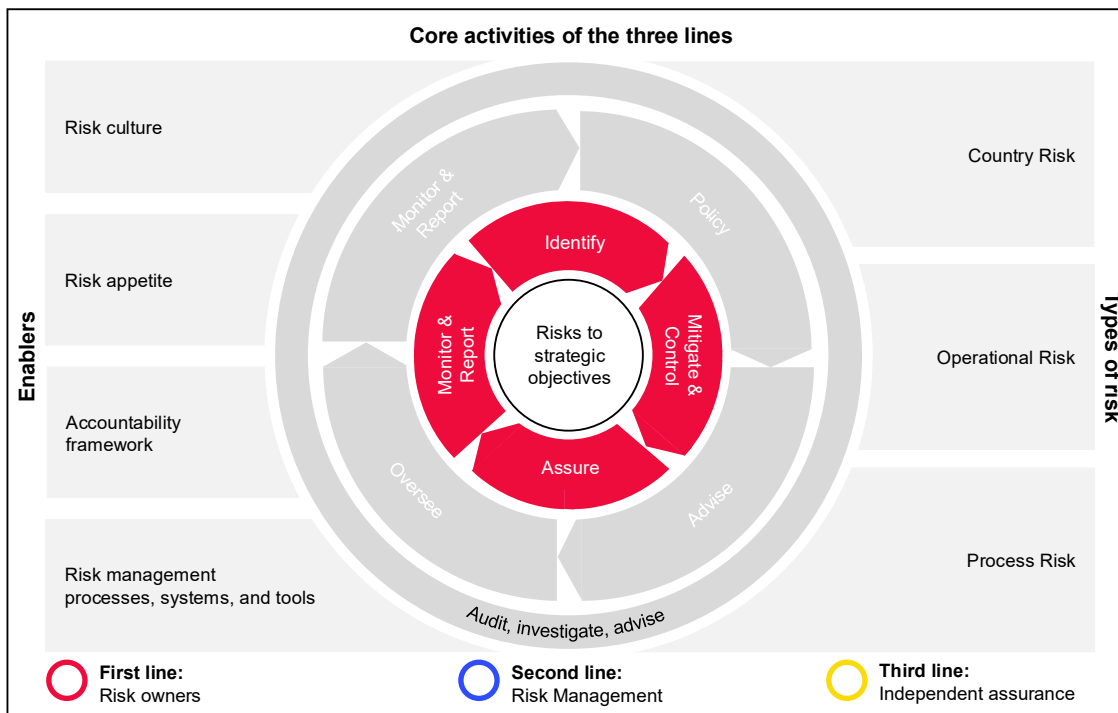 Core activities of the three lines
Enablers
Risk culture
Risk appetite
Accountability
framework
Risk management
processes, systems, and tools
Monitor &
Report
Policy
Advise
Oversee
Identify
Mitigate &
Control
Assure
Monitor &
Report
Risks to
strategic
objectives
Audit, investigate, advise
Country Risk
Operational Risk
Process Risk
Types of risk
First line:
Risk owners
Second line:
Risk Management
Third line:
Independent assurance